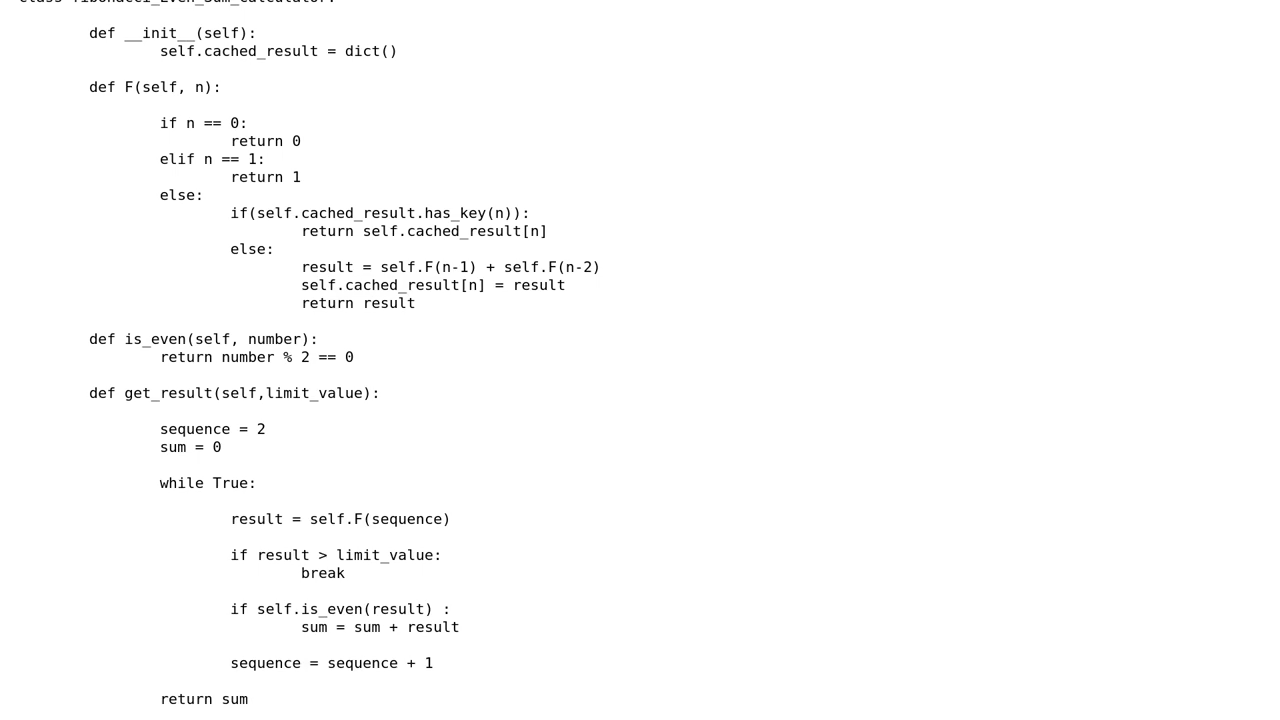 class Fibonacci_Even_Sum_Calculator:
def __init__(self):
self.cached_result = dict()
def F(self, n):
if n == 0:
return 0
elif n == 1:
return 1
else:
if(self.cached_result.has_key(n)):
return self.cached_result[n]
else:
result = self.F(n-1) + self.F(n-2)
self.cached_result[n] = result
return result
def is_even(self, number):
return number % 2 == 0
def get_result(self,limit_value):
sequence = 2
sum = 0
while True:
result = self.F(sequence)
if result > limit_value:
break
if self.is_even(result) :
sum = sum + result
sequence = sequence + 1
return sum